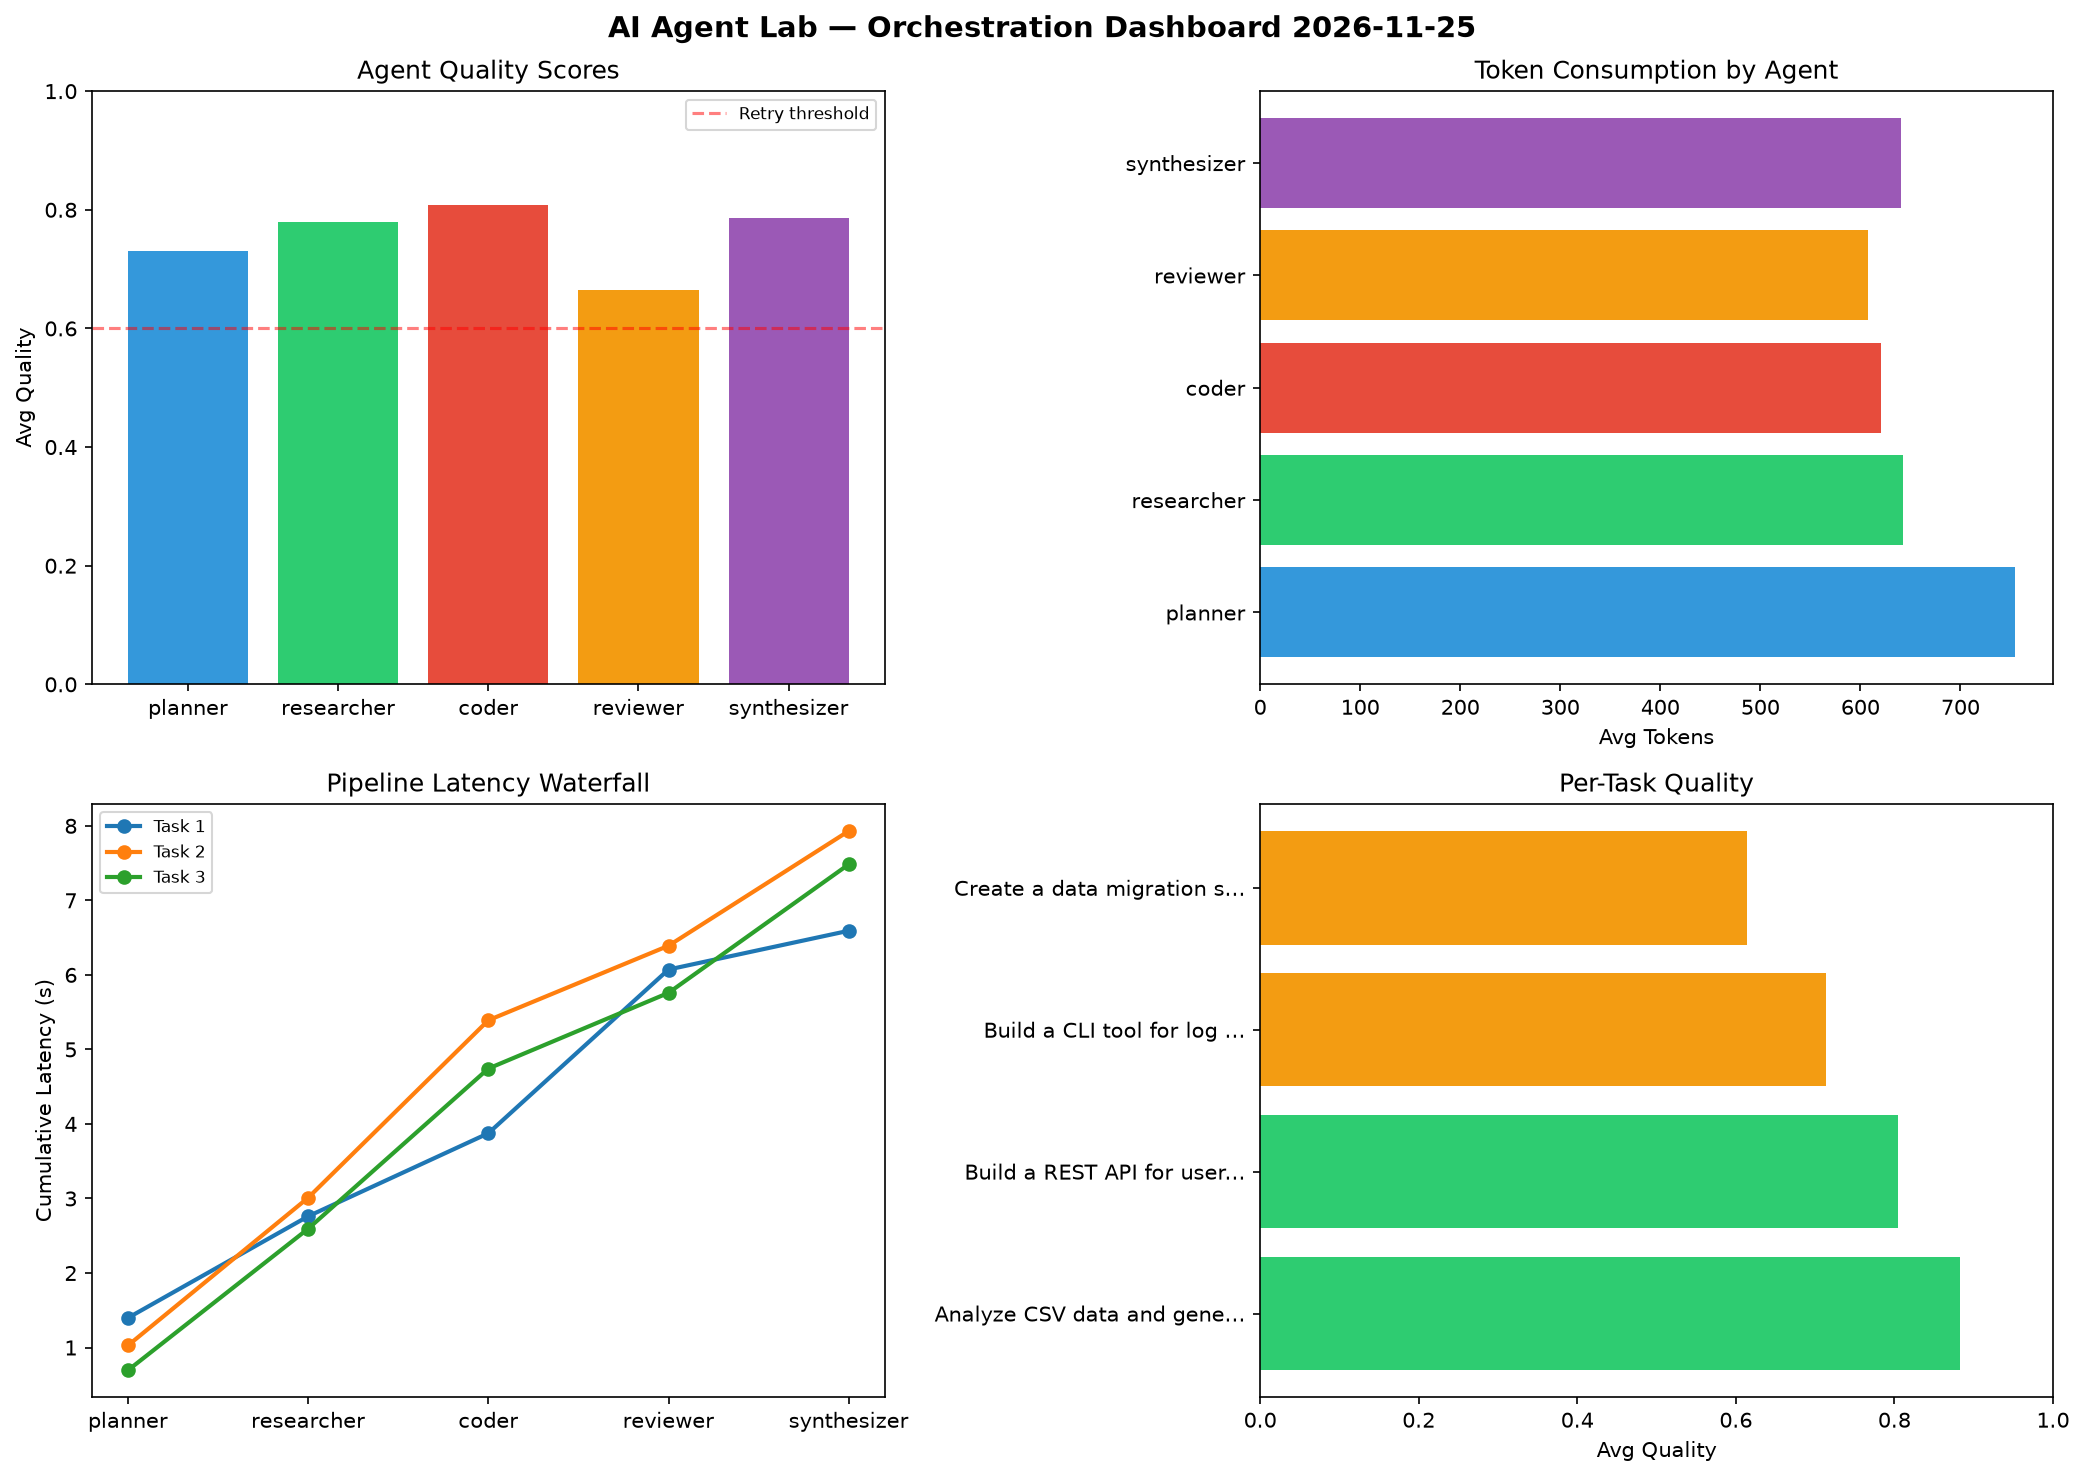 AI Agent Lab — Orchestration Dashboard 2026-11-25
Agent Quality Scores
Retry threshold
Avg Quality
1.0
0.8
0.6
0.4
0.2
0.0
planner
researcher
coder
reviewer
synthesizer
Token Consumption by Agent
synthesizer
reviewer
coder
researcher
planner
0
100
200
300
400
500
600
700
Avg Tokens
Pipeline Latency Waterfall
Task 1
Task 2
Task 3
Cumulative Latency (s)
8
7
6
5
4
3
2
1
planner
researcher
coder
reviewer
synthesizer
Per-Task Quality
Create a data migration s...
Build a CLI tool for log ...
Build a REST API for user...
Analyze CSV data and gene...
0.0
0.2
0.4
0.6
0.8
1.0
Avg Quality